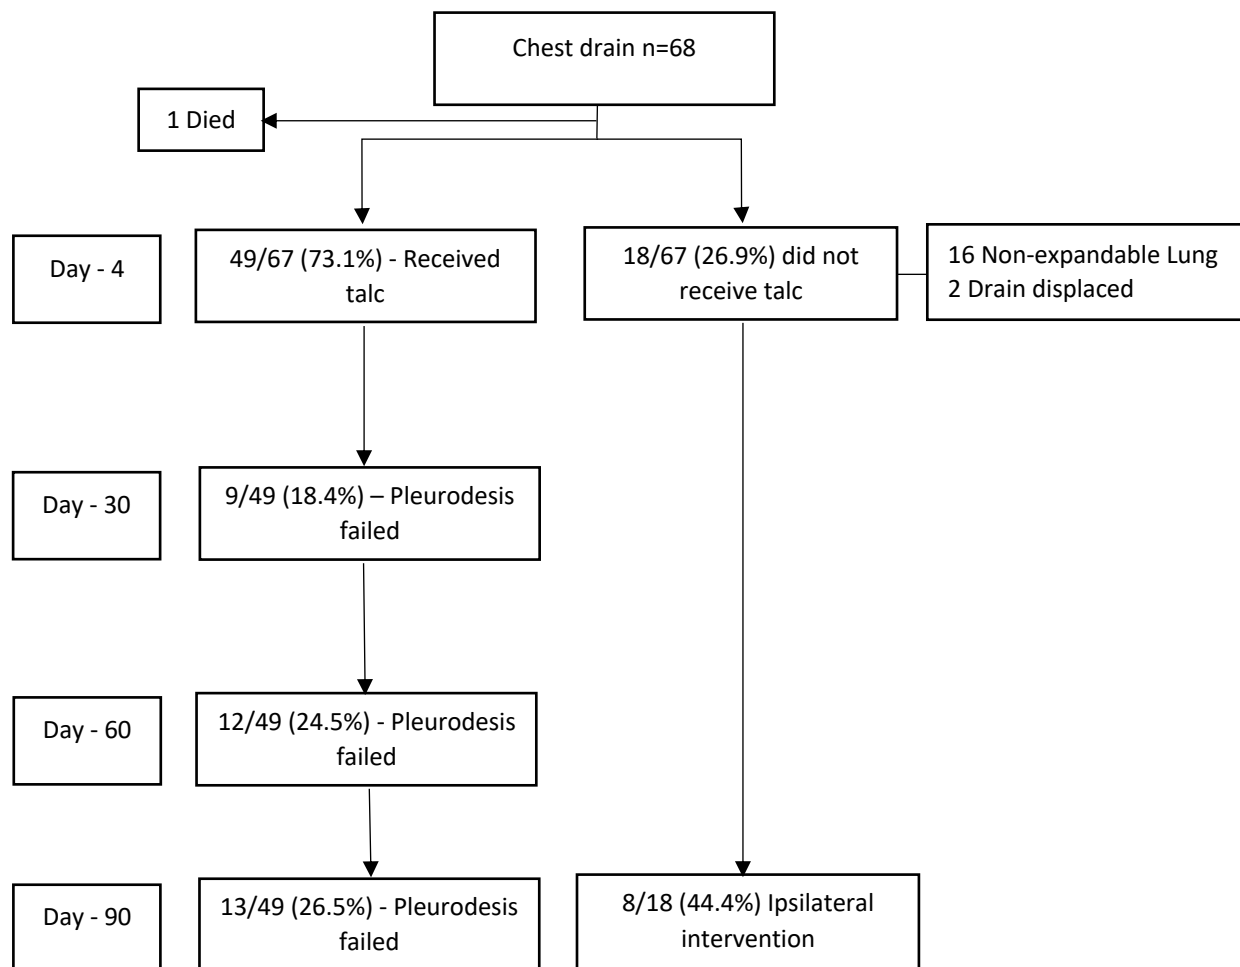 Chest drain n=68
1 Died
Day - 4
49/67 (73.1%) - Received
talc
18/67 (26.9%) did not
receive talc
16 Non-expandable Lung
2 Drain displaced
Day - 30
9/49 (18.4%) – Pleurodesis
failed
Day - 60
12/49 (24.5%) - Pleurodesis
failed
Day - 90
13/49 (26.5%) - Pleurodesis
failed
8/18 (44.4%) Ipsilateral
intervention